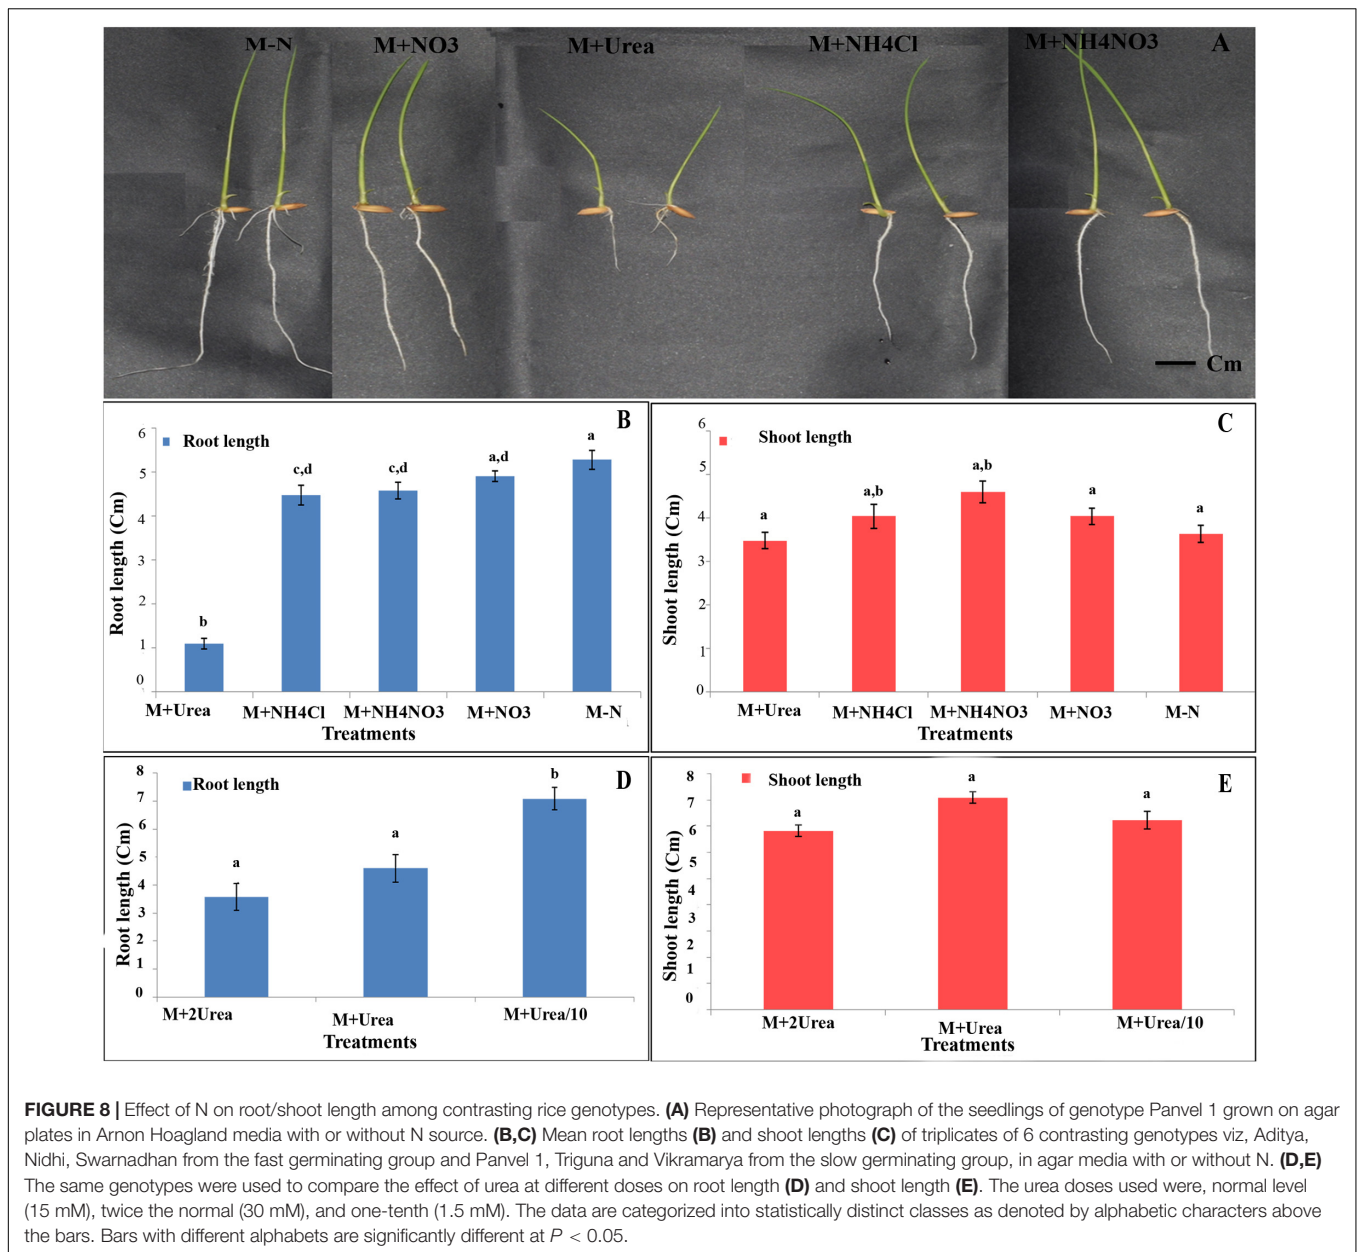 M-N M+NO3 M+Urea M+NH4Cl M+NH4NO3 A
Cm
B
Root length
Root length (Cm)
6
5
4
3
2
1
0
b
c,d
c,d
a,d
a
M+Urea M+NH4Cl M+NH4NO3 M+NO3 M-N
Treatments
C
Shoot length
Shoot length (Cm)
6
5
4
3
2
1
0
a
a,b
a,b
a
a
M+Urea M+NH4Cl M+NH4NO3 M+NO3 M-N
Treatments
D
Root length
Root length (Cm)
8
7
6
5
4
3
2
1
0
a
a
b
M+2Urea M+Urea M+Urea/10
Treatments
E
Shoot length
Shoot length (Cm)
8
7
6
5
4
3
2
1
0
a
a
a
M+2Urea M+Urea M+Urea/10
Treatments
FIGURE 8 | Effect of N on root/shoot length among contrasting rice genotypes. (A) Representative photograph of the seedlings of genotype Panvel 1 grown on agar
plates in Arnon Hoagland media with or without N source. (B,C) Mean root lengths (B) and shoot lengths (C) of triplicates of 6 contrasting genotypes viz, Aditya,
Nidhi, Swarnadhan from the fast germinating group and Panvel 1, Triguna and Vikramarya from the slow germinating group, in agar media with or without N. (D,E)
The same genotypes were used to compare the effect of urea at different doses on root length (D) and shoot length (E). The urea doses used were, normal level
(15 mM), twice the normal (30 mM), and one-tenth (1.5 mM). The data are categorized into statistically distinct classes as denoted by alphabetic characters above
the bars. Bars with different alphabets are significantly different at P < 0.05.